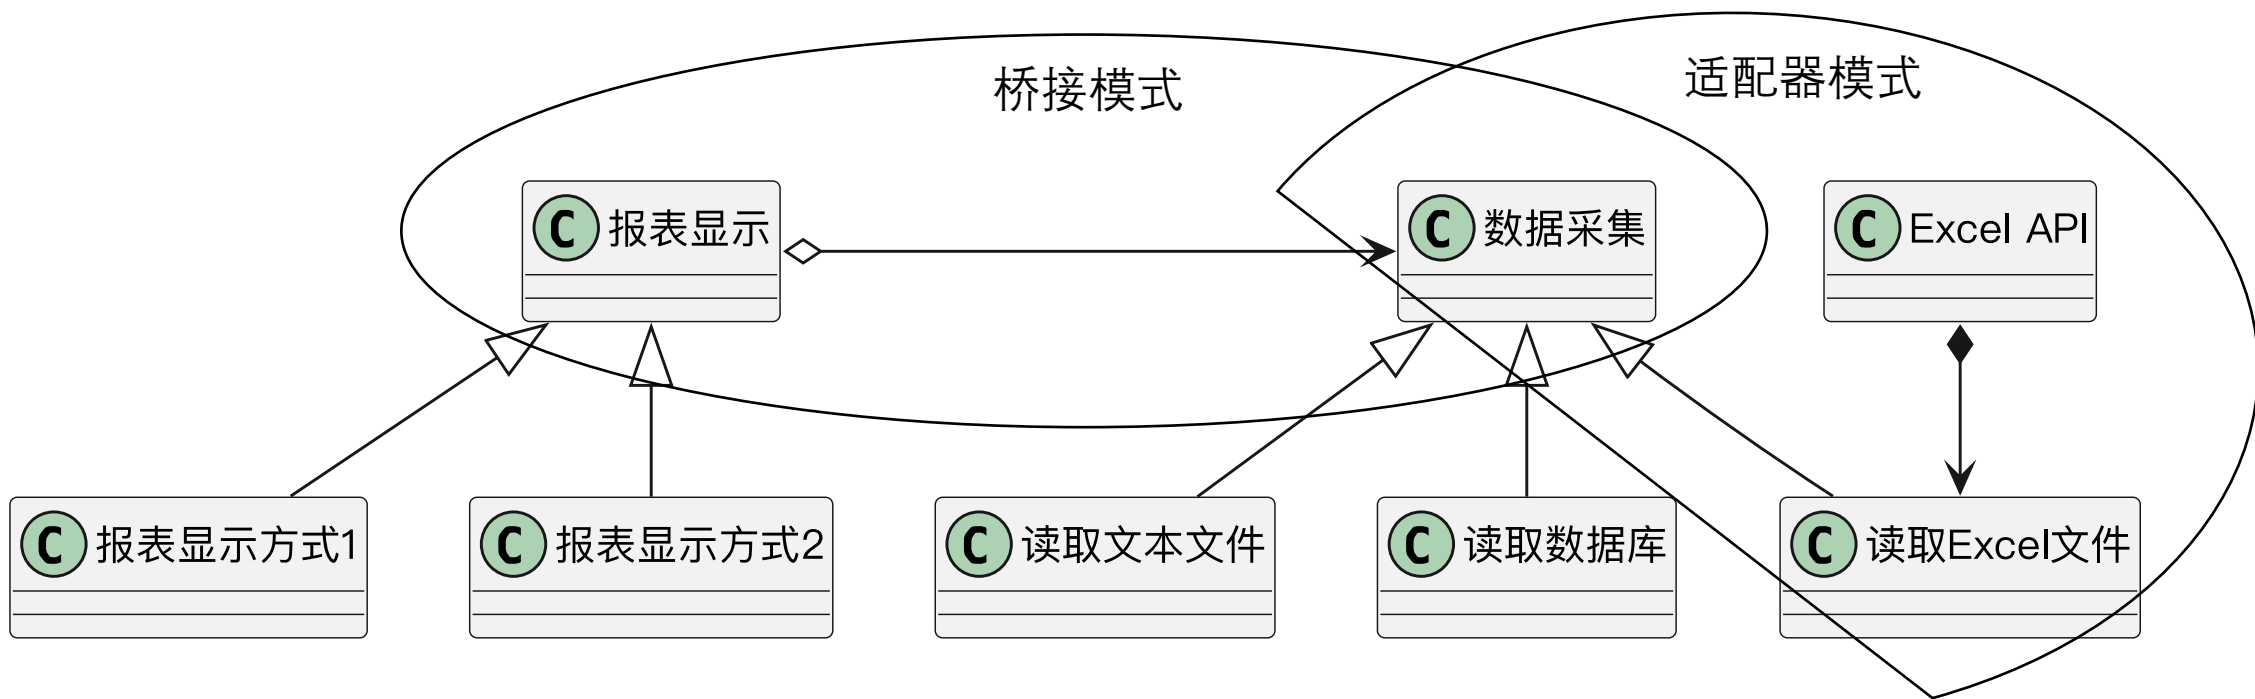 桥接模式
适配器模式
C 报表显示
C 数据采集
C Excel API
C 报表显示方式1
C 报表显示方式2
C 读取文本文件
C 读取数据库
C 读取Excel文件